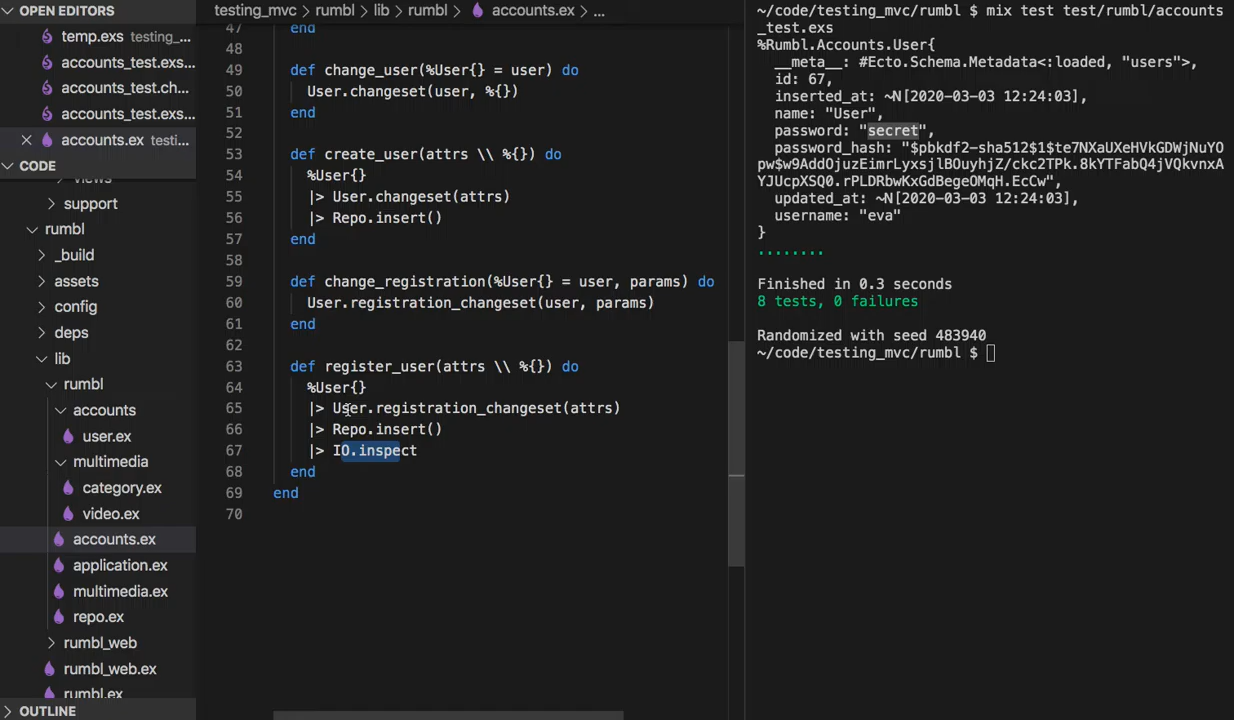 OPEN EDITORS
temp.exs testing_...
accounts_test.exs...
accounts_test.ch...
accounts_test.exs...
accounts.ex testi...
CODE
views
support
rumbl
_build
assets
config
deps
lib
rumbl
accounts
user.ex
multimedia
category.ex
video.ex
accounts.ex
application.ex
multimedia.ex
repo.ex
rumbl_web
rumbl_web.ex
rumbl.ex
OUTLINE
testing_mvc > rumbl > lib > rumbl > accounts.ex > ...
47 end
48
49 def change_user(%User{} = user) do
50 User.changeset(user, %{})
51 end
52
53 def create_user(attrs \\ %{}) do
54 %User{}
55 |> User.changeset(attrs)
56 |> Repo.insert()
57 end
58
59 def change_registration(%User{} = user, params) do
60 User.registration_changeset(user, params)
61 end
62
63 def register_user(attrs \\ %{}) do
64 %User{}
65 |> User.registration_changeset(attrs)
66 |> Repo.insert()
67 |> IO.inspect
68 end
69 end
70
~/code/testing_mvc/rumbl $ mix test test/rumbl/accounts
_test.exs
%Rumbl.Accounts.User{
__meta__: #Ecto.Schema.Metadata<:loaded, "users">,
id: 67,
inserted_at: ~N[2020-03-03 12:24:03],
name: "User",
password: "secret",
password_hash: "$pbkdf2-sha512$1$te7NXaUXeHVkGDWjNuYO
pw$w9AddOjuzEimrLyxsjlBOuyhjZ/ckc2TPk.8kYTFabQ4jVQkvnxA
YJUcpXSQ0.rPLDRbwKxGdBegeOMqH.EcCw",
updated_at: ~N[2020-03-03 12:24:03],
username: "eva"
}
........
Finished in 0.3 seconds
8 tests, 0 failures
Randomized with seed 483940
~/code/testing_mvc/rumbl $